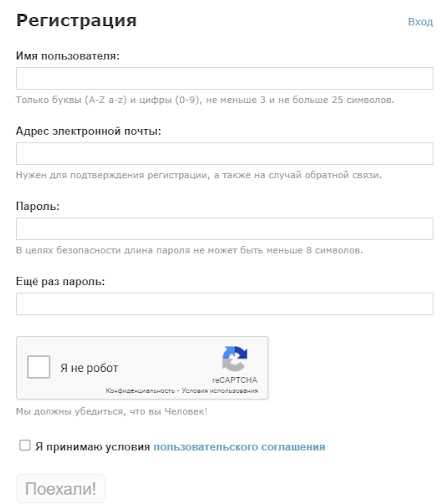 Регистрация
Вход
Имя пользователя:
Только буквы (A-Z a-z) и цифры (0-9), не меньше 3 и не больше 25 символов.
Адрес электронной почты:
Нужен для подтверждения регистрации, а также на случай обратной связи.
Пароль:
В целях безопасности длина пароля не может быть меньше 8 символов.
Ещё раз пароль:
Я не робот
reCAPTCHA
Конфиденциальность - Условия использования
Мы должны убедиться, что вы Человек!
Я принимаю условия пользовательского соглашения
Поехали!